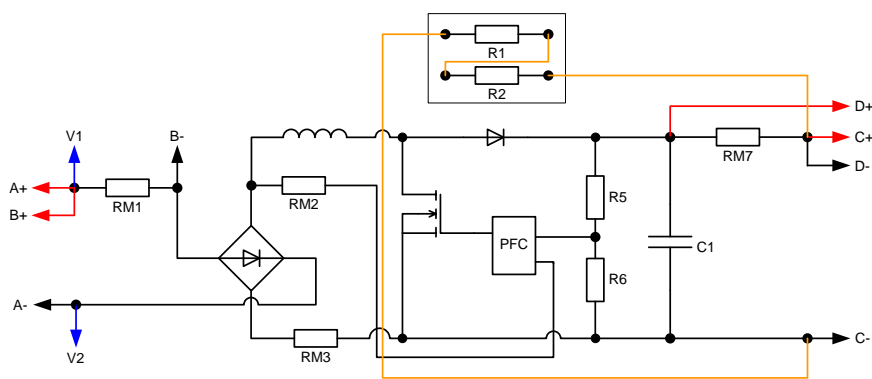 R1
R2
D+
V1
B-
C+
RM7
D-
A+
RM1
RM2
B+
R5
PFC
C1
R6
A-
C-
V2
RM3